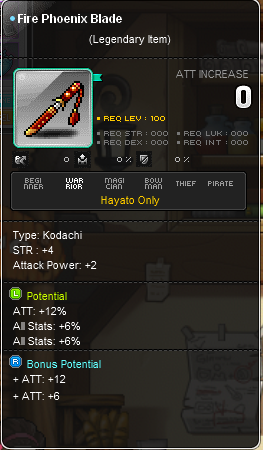 Fire Phoenix Blade
(Legendary Item)
ATT INCREASE
0
REQ LEV : 100
REQ STR : 000
REQ LUK : 000
REQ DEX : 000
REQ INT : 000
0 0 % 0 %
BEGINNER WARRIOR MAGICIAN BOWMAN THIEF PIRATE
Hayato Only
Type: Kodachi
STR : +4
Attack Power: +2
L Potential
ATT: +12%
All Stats: +6%
All Stats: +6%
R Bonus Potential
+ ATT: +12
+ ATT: +6